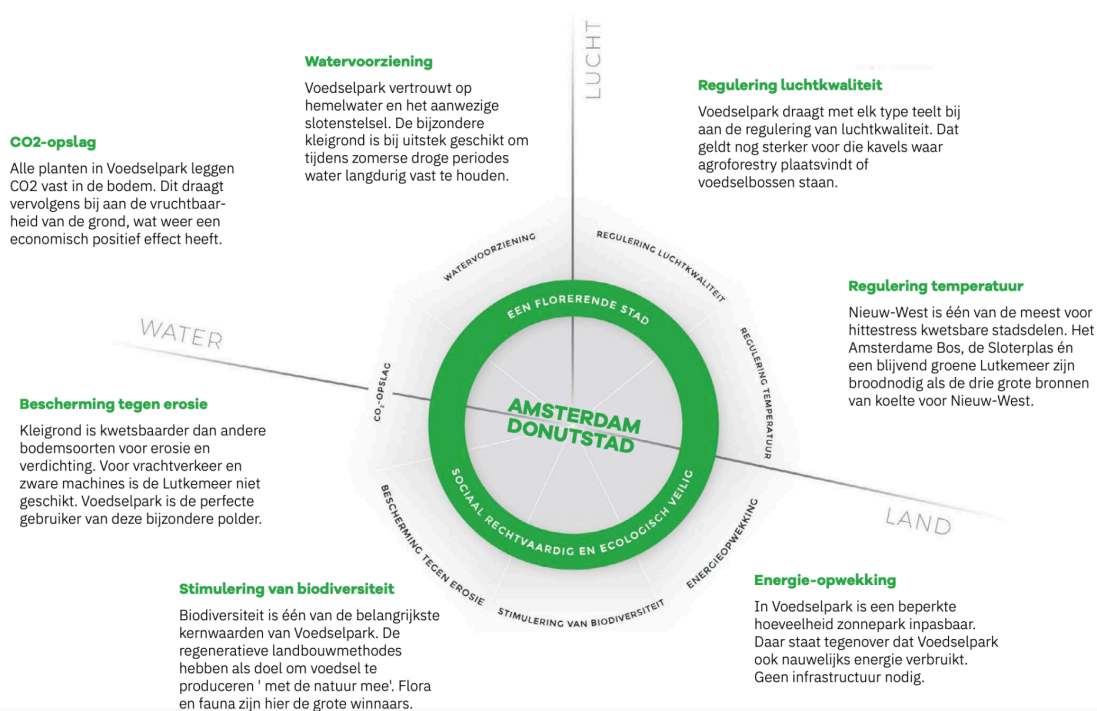 LUCHT
Watervoorziening
Voedselpark vertrouwt op
hemelwater en het aanwezige
slotenstelsel. De bijzondere
kleigrond is bij uitstek geschikt om
tijdens zomerse droge periodes
water langdurig vast te houden.
Regulering luchtkwaliteit
Voedselpark draagt met elk type teelt bij
aan de regulering van luchtkwaliteit. Dat
geldt nog sterker voor die kavels waar
agroforestry plaatsvindt of
voedselbossen staan.
CO2-opslag
Alle planten in Voedselpark leggen
CO2 vast in de bodem. Dit draagt
vervolgens bij aan de vruchtbaar-
heid van de grond, wat weer een
economisch positief effect heeft.
WATERVOORZIENING
REGULERING LUCHTKWALITEIT
Regulering temperatuur
Nieuw-West is één van de meest voor
hittestress kwetsbare stadsdelen. Het
Amsterdame Bos, de Sloterplas én
een blijvend groene Lutkemeer zijn
broodnodig als de drie grote bronnen
van koelte voor Nieuw-West.
WATER
EEN FLORERENDE STAD
REGULERING TEMPERATUUR
CO₂-OPSLAG
AMSTERDAM
DONUTSTAD
SOCIAAL RECHTVAARDIG EN ECOLOGISCH VEILIG
Bescherming tegen erosie
Kleigrond is kwetsbaarder dan andere
bodemsoorten voor erosie en
verdichting. Voor vrachtverkeer en
zware machines is de Lutkemeer niet
geschikt. Voedselpark is de perfecte
gebruiker van deze bijzondere polder.
LAND
BESCHERMING TEGEN EROSIE
STIMULERING VAN BIODIVERSITEIT
ENERGIEOPWEKKING
Stimulering van biodiversiteit
Biodiversiteit is één van de belangrijkste
kernwaarden van Voedselpark. De
regeneratieve landbouwmethodes
hebben als doel om voedsel te
produceren ' met de natuur mee'. Flora
en fauna zijn hier de grote winnaars.
Energie-opwekking
In Voedselpark is een beperkte
hoeveelheid zonnepark inpasbaar.
Daar staat tegenover dat Voedselpark
ook nauwelijks energie verbruikt.
Geen infrastructuur nodig.